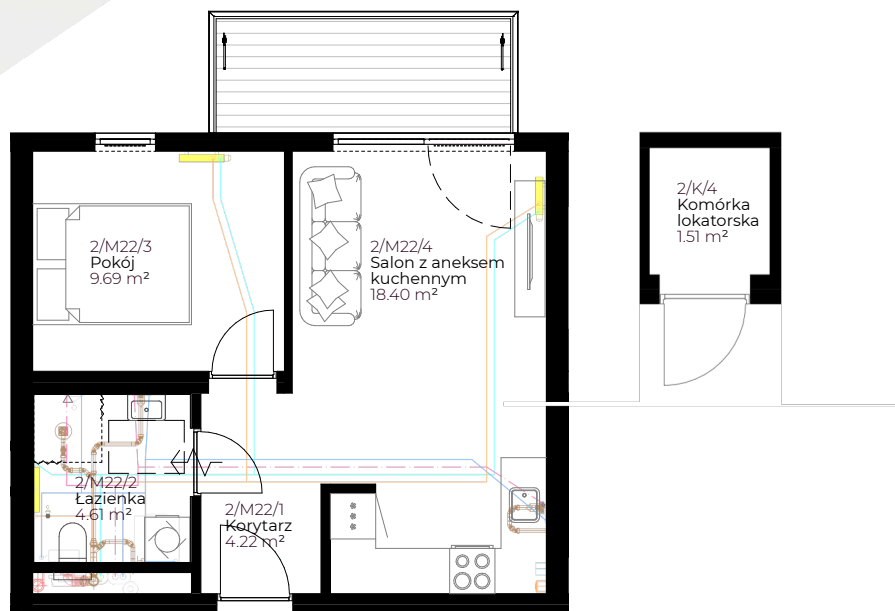 2/M22/3
Pokój
9.69 m²
2/M22/4
Salon z aneksem
kuchennym
18.40 m²
2/K/4
Komórka
lokatorska
1.51 m²
2/M22/2
Łazienka
4.61 m²
2/M22/1
Korytarz
4.22 m²